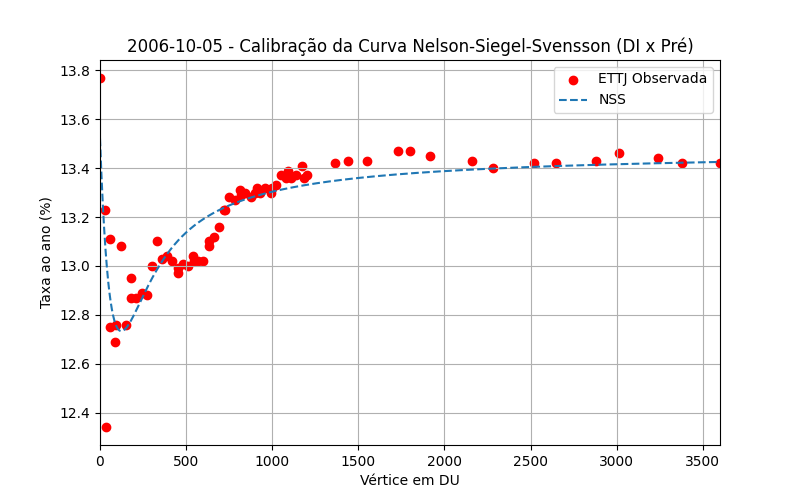 2006-10-05 - Calibração da Curva Nelson-Siegel-Svensson (DI x Pré)
ETTJ Observada
NSS
Taxa ao ano (%)
13.8
13.6
13.4
13.2
13.0
12.8
12.6
12.4
0 500 1000 1500 2000 2500 3000 3500
Vértice em DU